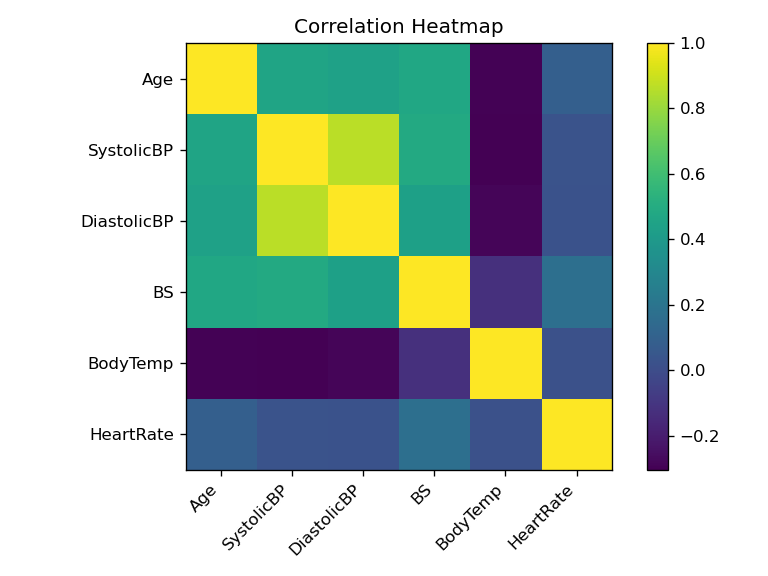 Correlation Heatmap
Age
SystolicBP
DiastolicBP
BS
BodyTemp
HeartRate
Age
SystolicBP
DiastolicBP
BS
BodyTemp
HeartRate
1.0
0.8
0.6
0.4
0.2
0.0
−0.2